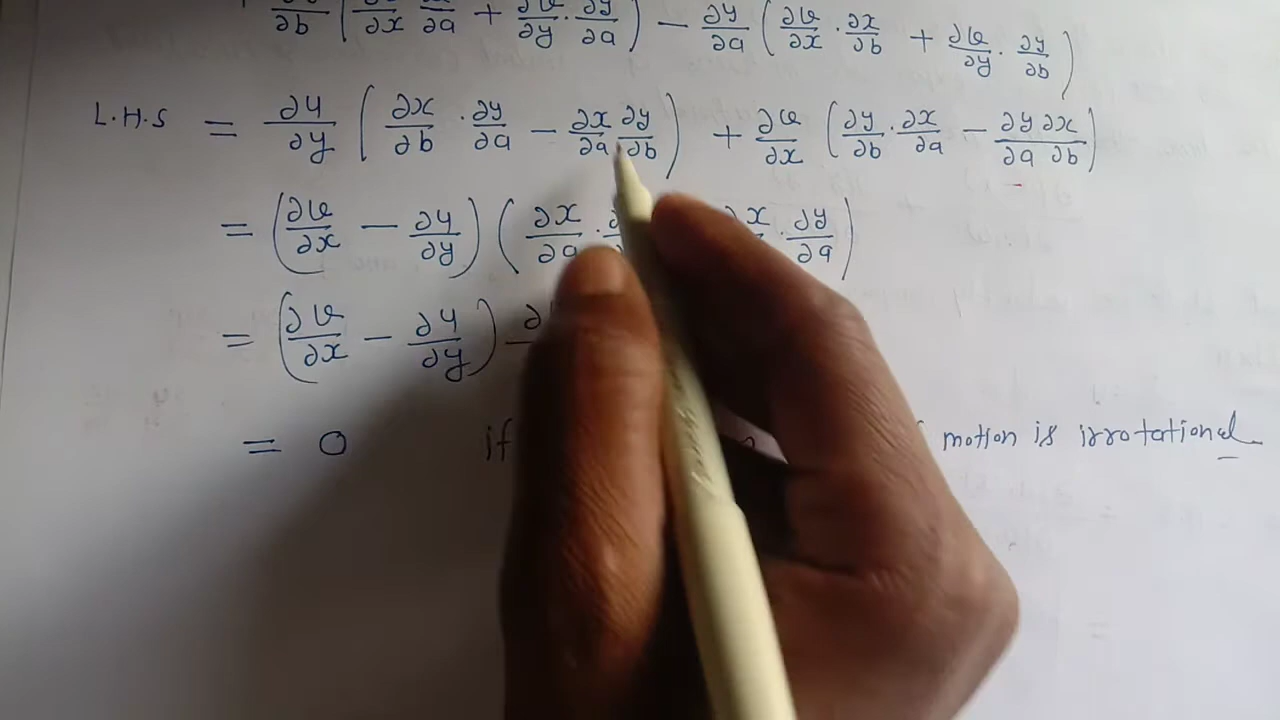 ∂b ( ∂x ∂a + ∂v/∂y · ∂y/∂a ) − ∂y/∂a ( ∂v/∂x · ∂x/∂b + ∂v/∂y · ∂y/∂b )
L.H.S = ∂u/∂y ( ∂x/∂b · ∂y/∂a − ∂x/∂a ∂y/∂b ) + ∂v/∂x ( ∂y/∂b · ∂x/∂a − ∂y ∂x/∂a ∂b )
= ( ∂v/∂x − ∂u/∂y ) ( ∂x/∂a · ∂x · ∂y/∂a )
= ( ∂v/∂x − ∂u/∂y )
= 0 if motion is irrotational